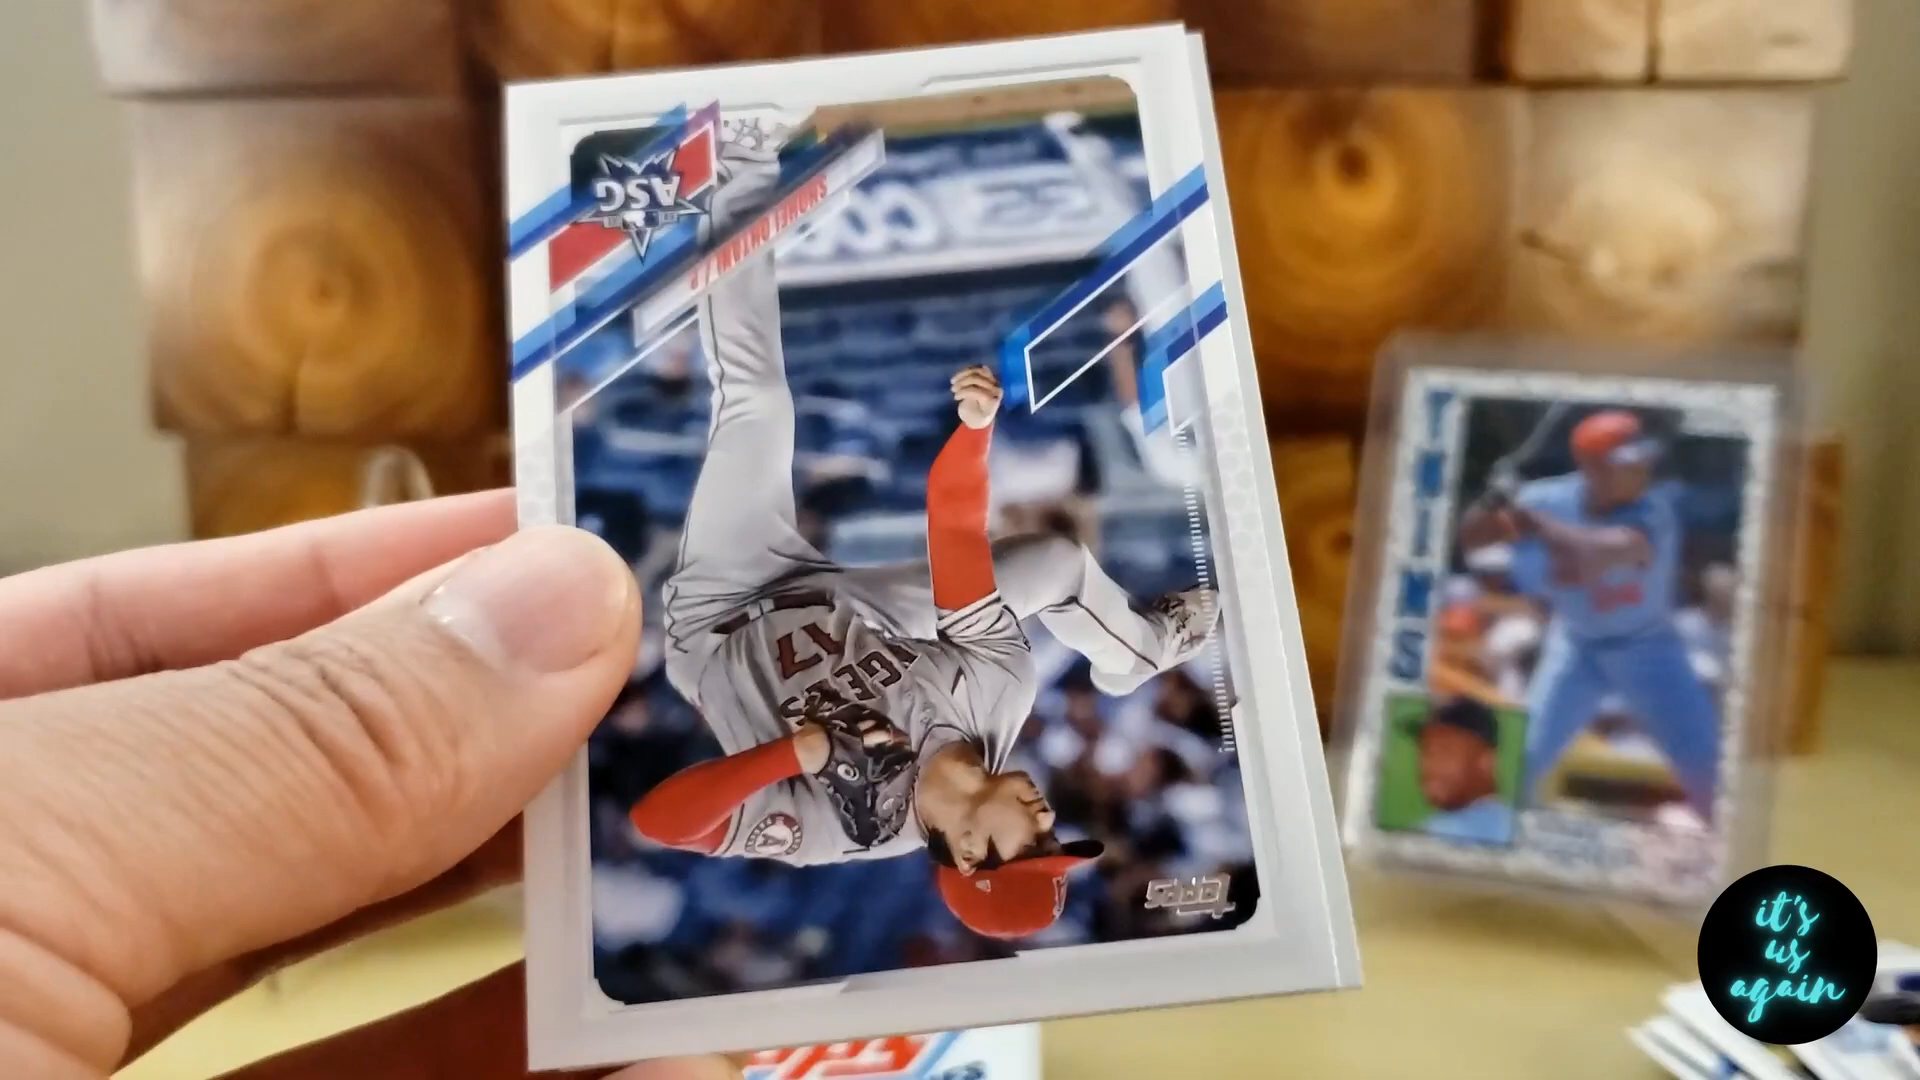 ASG
SHOHEI OHTANI / P
ANGELS
17
Topps
TWINS
it's
us
again